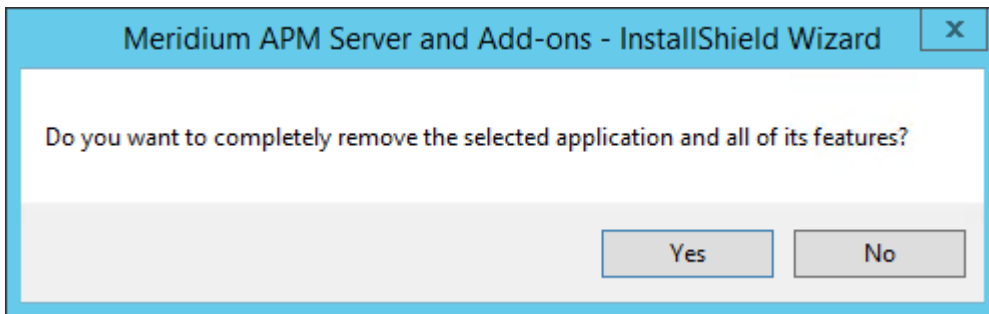 Meridium APM Server and Add-ons - InstallShield Wizard
x
Do you want to completely remove the selected application and all of its features?
Yes No